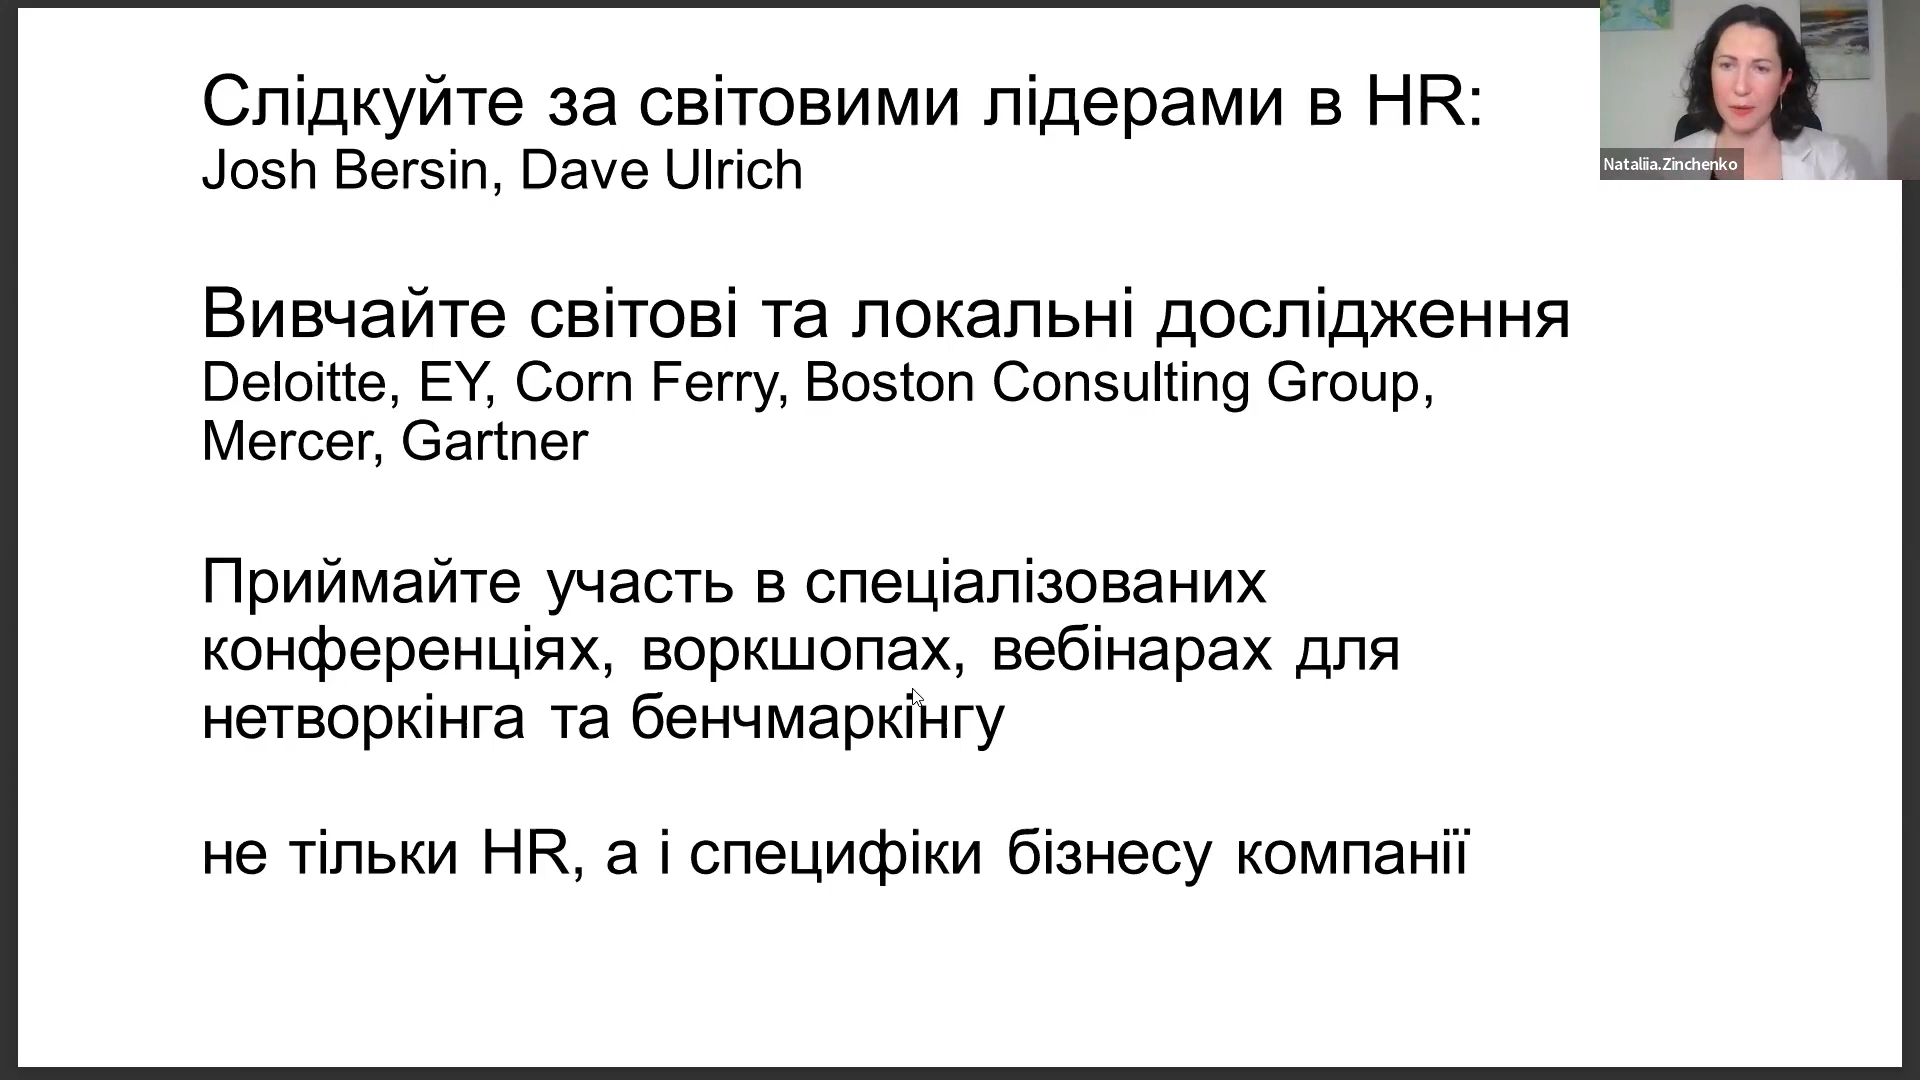 Слідкуйте за світовими лідерами в HR:
Josh Bersin, Dave Ulrich
Вивчайте світові та локальні дослідження
Deloitte, EY, Corn Ferry, Boston Consulting Group,
Mercer, Gartner
Приймайте участь в спеціалізованих
конференціях, воркшопах, вебінарах для
нетворкінга та бенчмаркінгу
не тільки HR, а і специфіки бізнесу компанії
Nataliia.Zinchenko